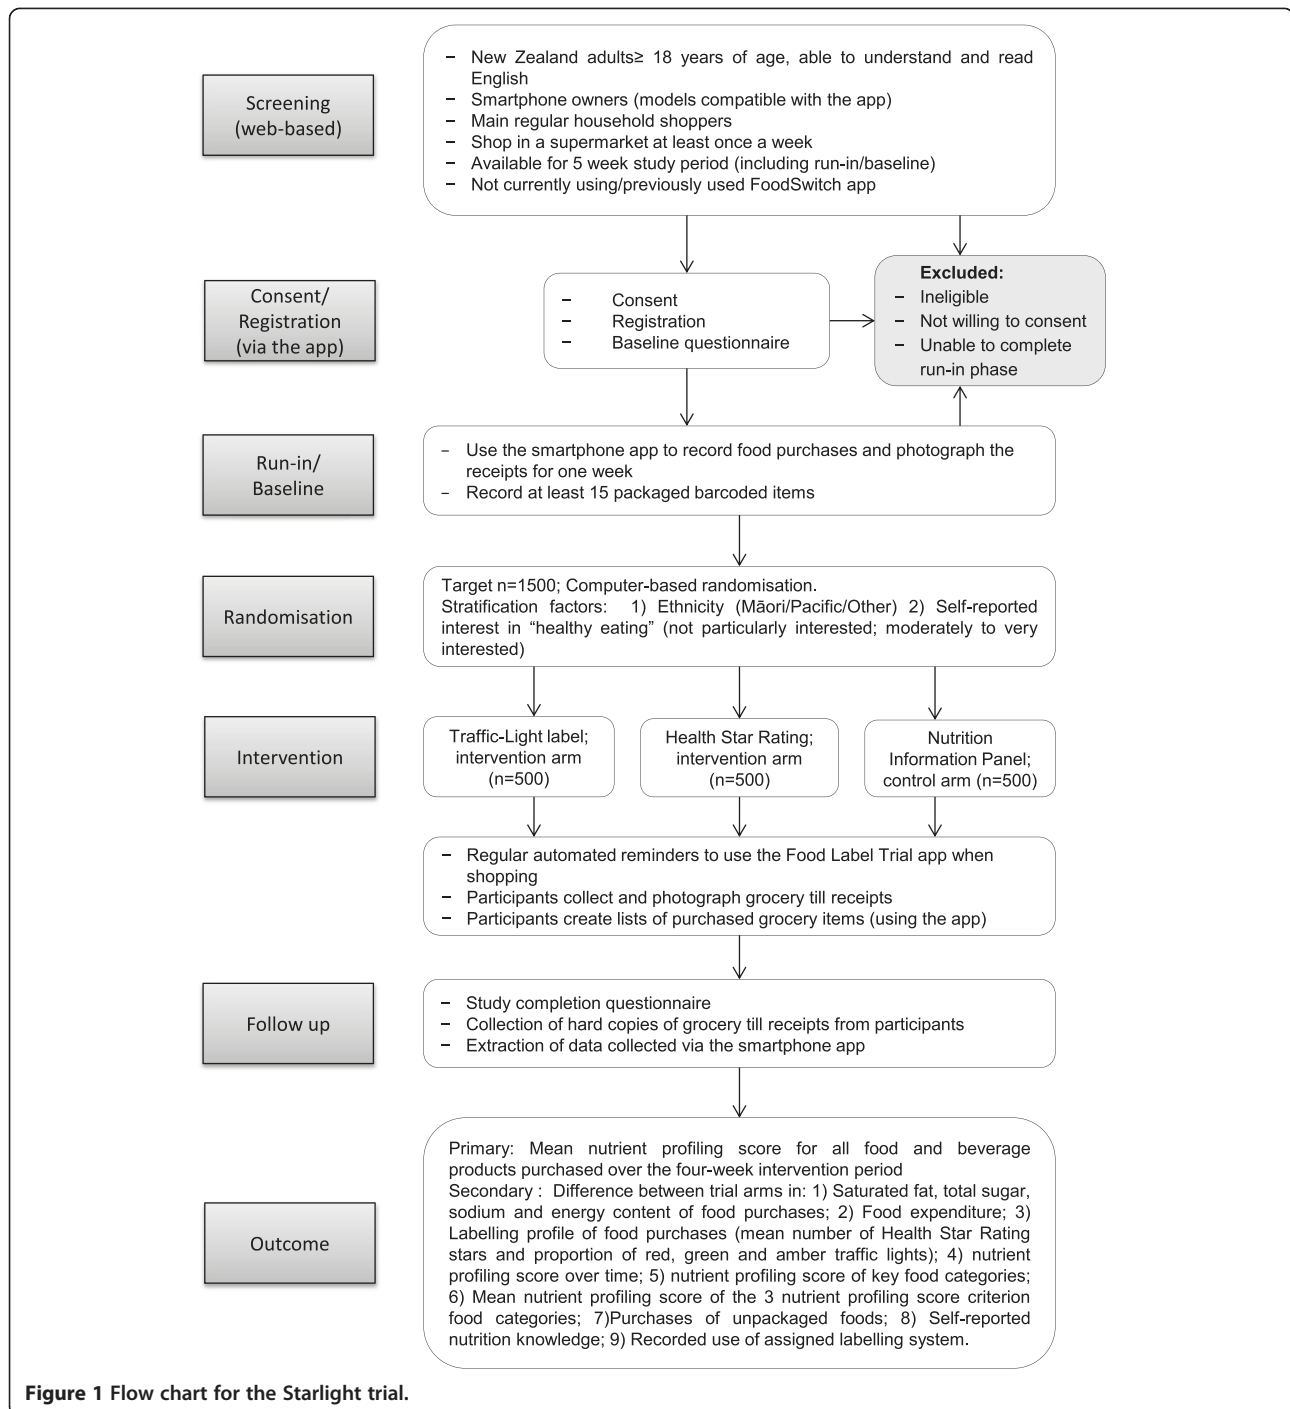 Screening
(web-based)
− New Zealand adults≥ 18 years of age, able to understand and read
English
− Smartphone owners (models compatible with the app)
− Main regular household shoppers
− Shop in a supermarket at least once a week
− Available for 5 week study period (including run-in/baseline)
− Not currently using/previously used FoodSwitch app
Consent/
Registration
(via the app)
− Consent
− Registration
− Baseline questionnaire
Excluded:
− Ineligible
− Not willing to consent
− Unable to complete
run-in phase
Run-in/
Baseline
− Use the smartphone app to record food purchases and photograph the
receipts for one week
− Record at least 15 packaged barcoded items
Randomisation
Target n=1500; Computer-based randomisation.
Stratification factors: 1) Ethnicity (Māori/Pacific/Other) 2) Self-reported
interest in “healthy eating” (not particularly interested; moderately to very
interested)
Intervention
Traffic-Light label;
intervention arm
(n=500)
Health Star Rating;
intervention arm
(n=500)
Nutrition
Information Panel;
control arm (n=500)
− Regular automated reminders to use the Food Label Trial app when
shopping
− Participants collect and photograph grocery till receipts
− Participants create lists of purchased grocery items (using the app)
Follow up
− Study completion questionnaire
− Collection of hard copies of grocery till receipts from participants
− Extraction of data collected via the smartphone app
Outcome
Primary: Mean nutrient profiling score for all food and beverage
products purchased over the four-week intervention period
Secondary : Difference between trial arms in: 1) Saturated fat, total sugar,
sodium and energy content of food purchases; 2) Food expenditure; 3)
Labelling profile of food purchases (mean number of Health Star Rating
stars and proportion of red, green and amber traffic lights); 4) nutrient
profiling score over time; 5) nutrient profiling score of key food categories;
6) Mean nutrient profiling score of the 3 nutrient profiling score criterion
food categories; 7)Purchases of unpackaged foods; 8) Self-reported
nutrition knowledge; 9) Recorded use of assigned labelling system.
Figure 1 Flow chart for the Starlight trial.